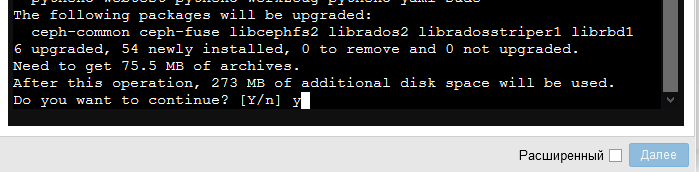 The following packages will be upgraded:
ceph-common ceph-fuse libcephfs2 librados2 libradosstriper1 librbd1
6 upgraded, 54 newly installed, 0 to remove and 0 not upgraded.
Need to get 75.5 MB of archives.
After this operation, 273 MB of additional disk space will be used.
Do you want to continue? [Y/n] y
Расширенный Далее